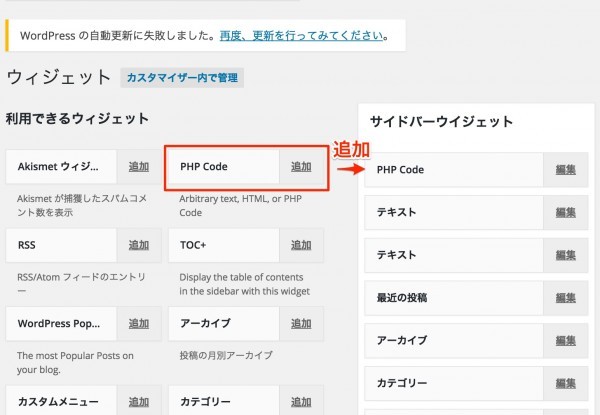 WordPress の自動更新に失敗しました。再度、更新を行ってみてください。
ウィジェット
カスタマイザー内で管理
利用できるウィジェット
Akismet ウィジ...
追加
Akismet が捕獲したスパムコメ
ント数を表示
PHP Code
追加
Arbitrary text, HTML, or PHP
Code
RSS
追加
RSS/Atom フィードのエントリ
ー
TOC+
追加
Display the table of contents
in the sidebar with this widget
WordPress Pop...
追加
The most Popular Posts on
your blog.
アーカイブ
追加
投稿の月別アーカイブ
カスタムメニュー
追加
カテゴリー
追加
追加
サイドバーウイジェット
PHP Code
編集
テキスト
編集
テキスト
編集
最近の投稿
編集
アーカイブ
編集
カテゴリー
編集